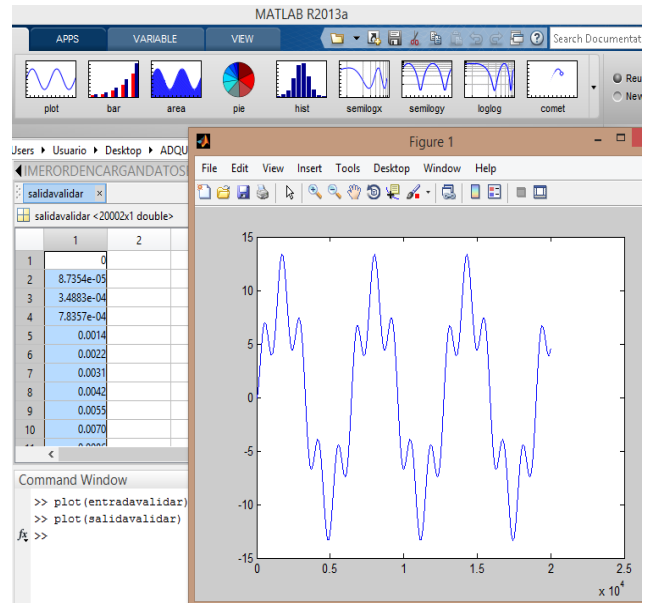 MATLAB R2013a
APPS VARIABLE VIEW
Search Documentat
plot bar area pie hist semilogx semilogy loglog comet
Reu
New
Users Usuario Desktop ADQU
IMERORDENCARGANDATOS
Figure 1
File Edit View Insert Tools Desktop Window Help
salidavalidar ×
salidavalidar <20002x1 double>
1 2
1 0
2 8.7354e-05
3 3.4883e-04
4 7.8357e-04
5 0.0014
6 0.0022
7 0.0031
8 0.0042
9 0.0055
10 0.0070
15
10
5
0
-5
-10
-15
0 0.5 1 1.5 2 2.5
x 10^4
Command Window
>> plot(entradavalidar)
>> plot(salidavalidar)
fx >>